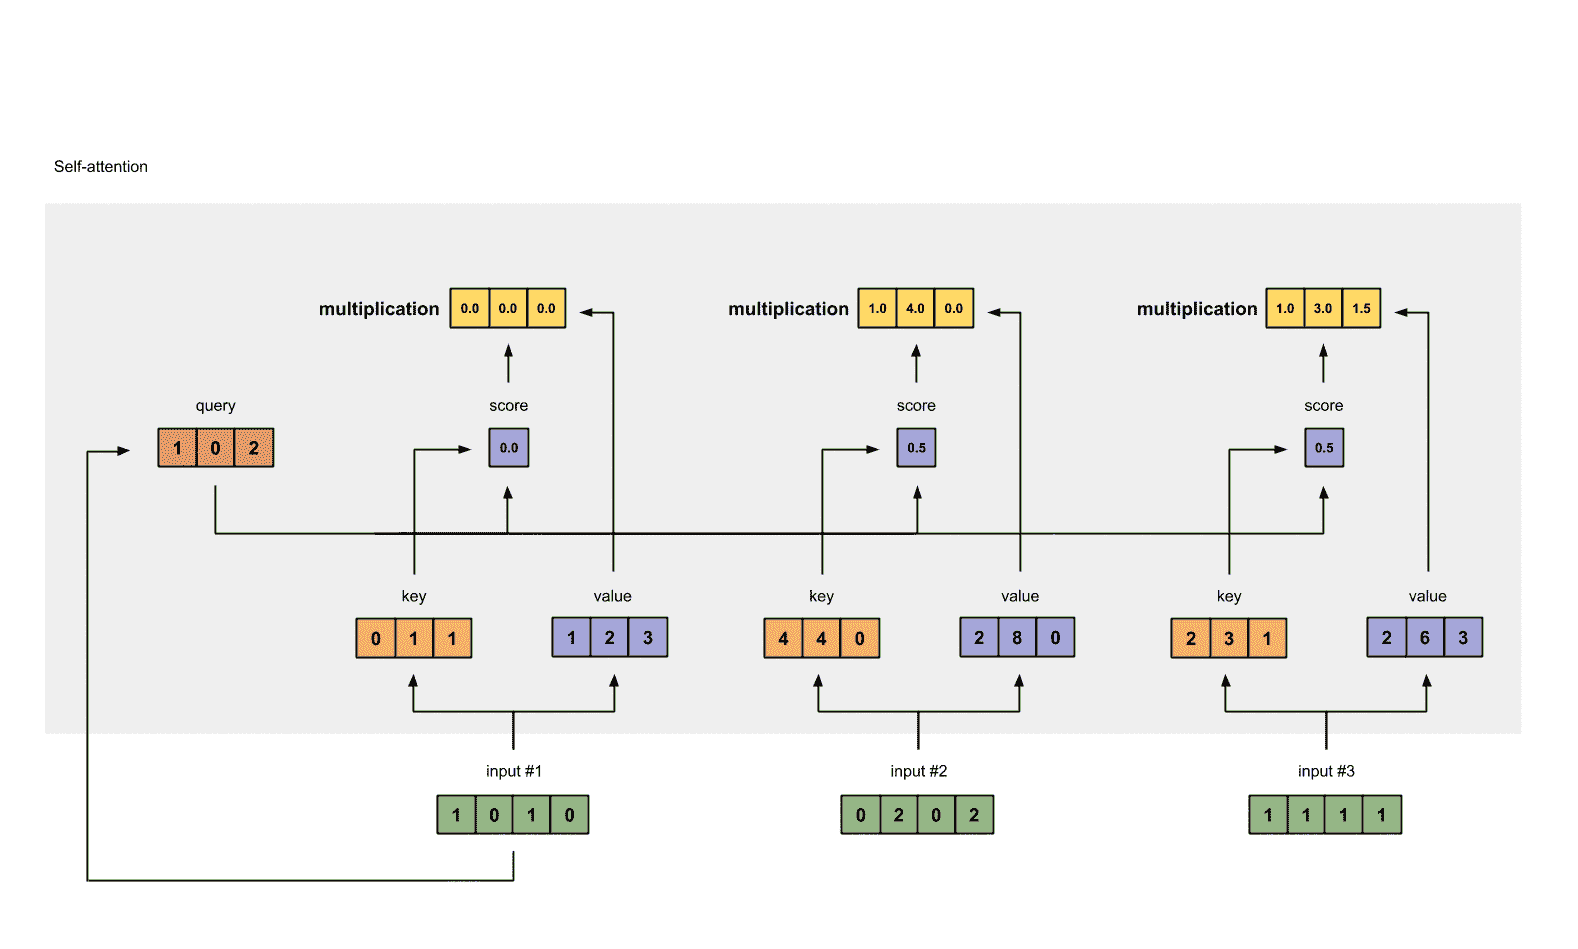 Self-attention
multiplication 0.0 0.0 0.0 multiplication 1.0 4.0 0.0 multiplication 1.0 3.0 1.5
query score score score
1 0 2 0.0 0.5 0.5
key value key value key value
0 1 1 1 2 3 4 4 0 2 8 0 2 3 1 2 6 3
input #1 input #2 input #3
1 0 1 0 0 2 0 2 1 1 1 1